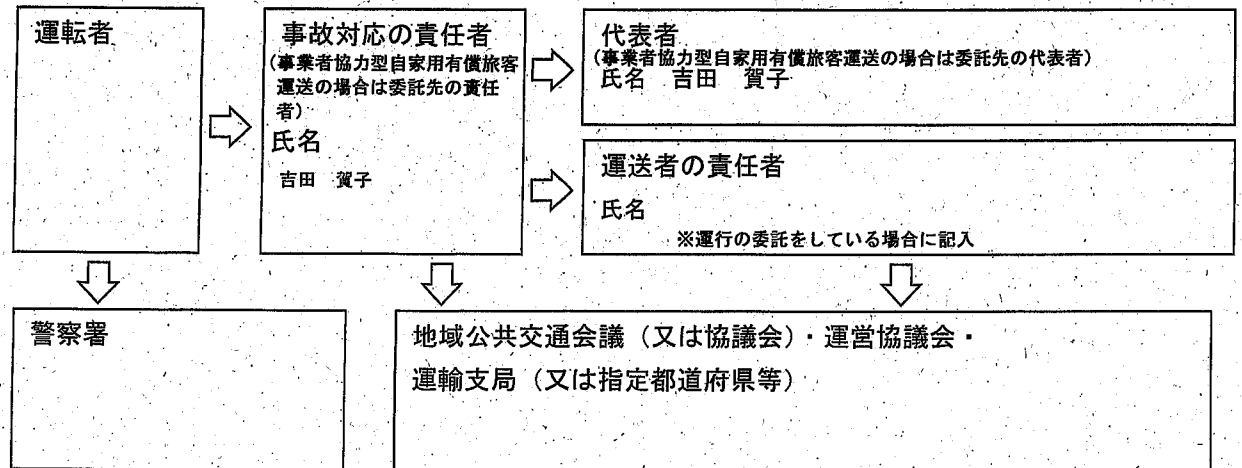 運転者
事故対応の責任者
(事業者協力型自家用有償旅客
運送の場合は委託先の責任
者)
氏名
吉田　賀子
代表者
(事業者協力型自家用有償旅客運送の場合は委託先の代表者)
氏名　吉田　賀子
運送者の責任者
氏名
※運行の委託をしている場合に記入
警察署
地域公共交通会議（又は協議会）・運営協議会・
運輸支局（又は指定都道府県等）